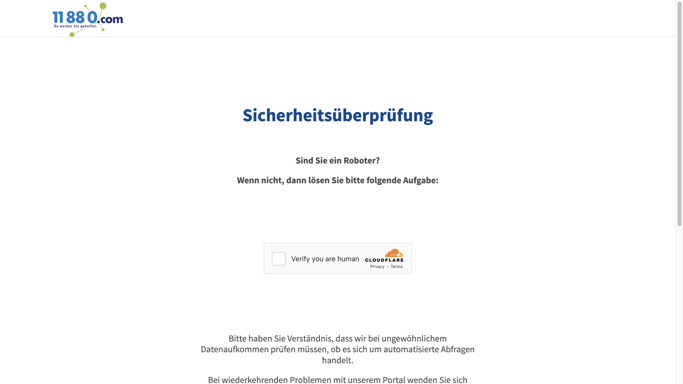 11880.com
Da werden Sie geholfen.
Sicherheitsüberprüfung
Sind Sie ein Roboter?
Wenn nicht, dann lösen Sie bitte folgende Aufgabe:
Verify you are human
CLOUDFLARE
Privacy • Terms
Bitte haben Sie Verständnis, dass wir bei ungewöhnlichem
Datenaufkommen prüfen müssen, ob es sich um automatisierte Abfragen
handelt.
Bei wiederkehrenden Problemen mit unserem Portal wenden Sie sich